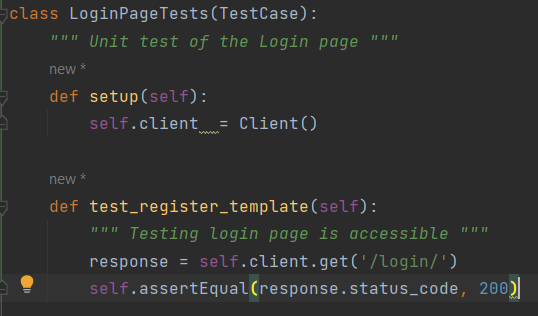 class LoginPageTests(TestCase):
""" Unit test of the Login page """
new *
def setup(self):
self.client  = Client()
new *
def test_register_template(self):
""" Testing login page is accessible """
response = self.client.get('/login/')
self.assertEqual(response.status_code, 200)